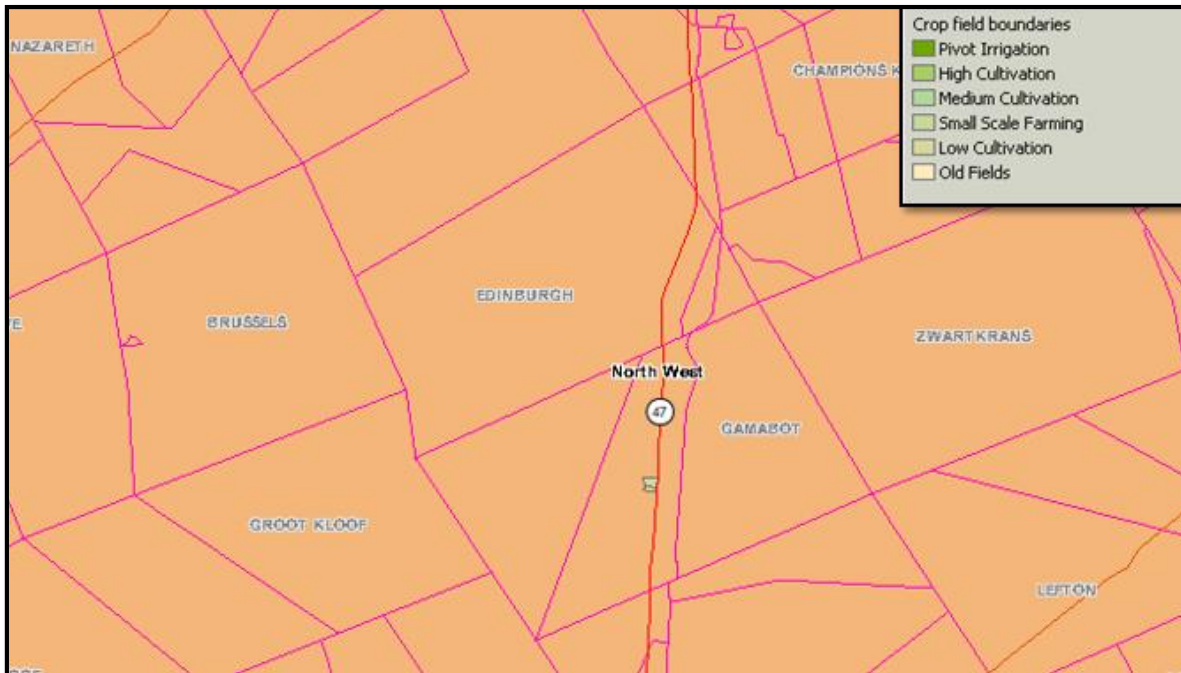 NAZARETH
CHAMPIONS K
Crop field boundaries
Pivot Irrigation
High Cultivation
Medium Cultivation
Small Scale Farming
Low Cultivation
Old Fields
EDINBURGH
BRUSSELS
ZWARTKRANS
North West
47
GAMABOT
GROOT KLOOF
LEFTON